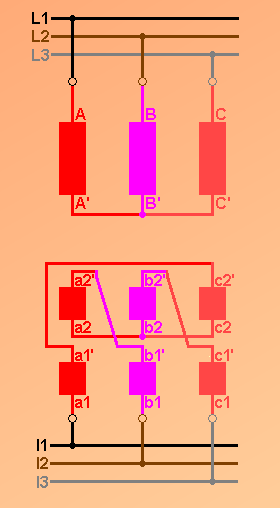 L1
L2
L3
A B C
A' B' C'
a2' b2' c2'
a2 b2 c2
a1' b1' c1'
a1 b1 c1
l1
l2
l3